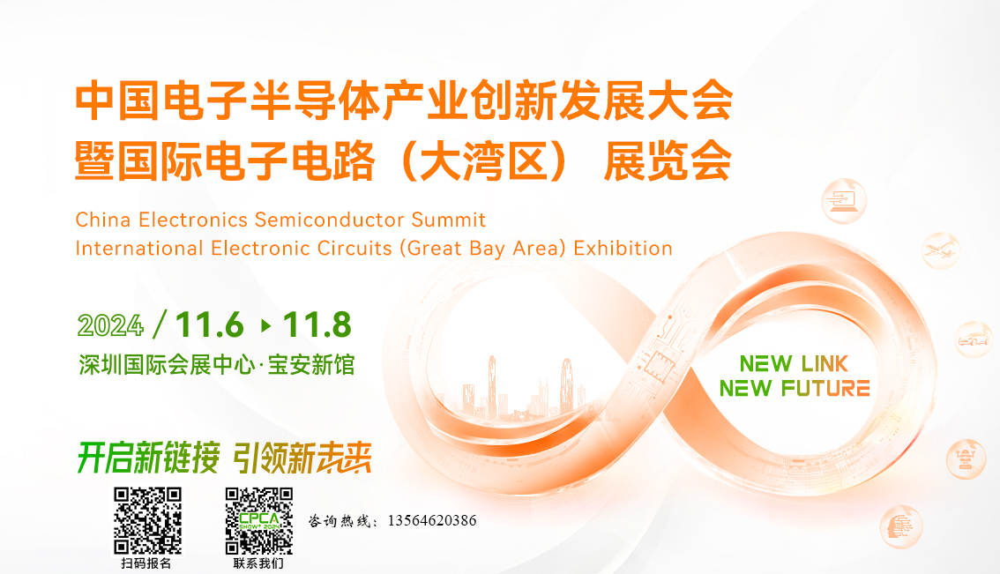 中国电子半导体产业创新发展大会
暨国际电子电路（大湾区） 展览会
China Electronics Semiconductor Summit
International Electronic Circuits (Great Bay Area) Exhibition
2024 / 11.6 ▸ 11.8
深圳国际会展中心·宝安新馆
NEW LINK
NEW FUTURE
开启新链接 引领新未来
CPCA
SHOW+ 2024
咨询热线：13564620386
扫码报名
联系我们